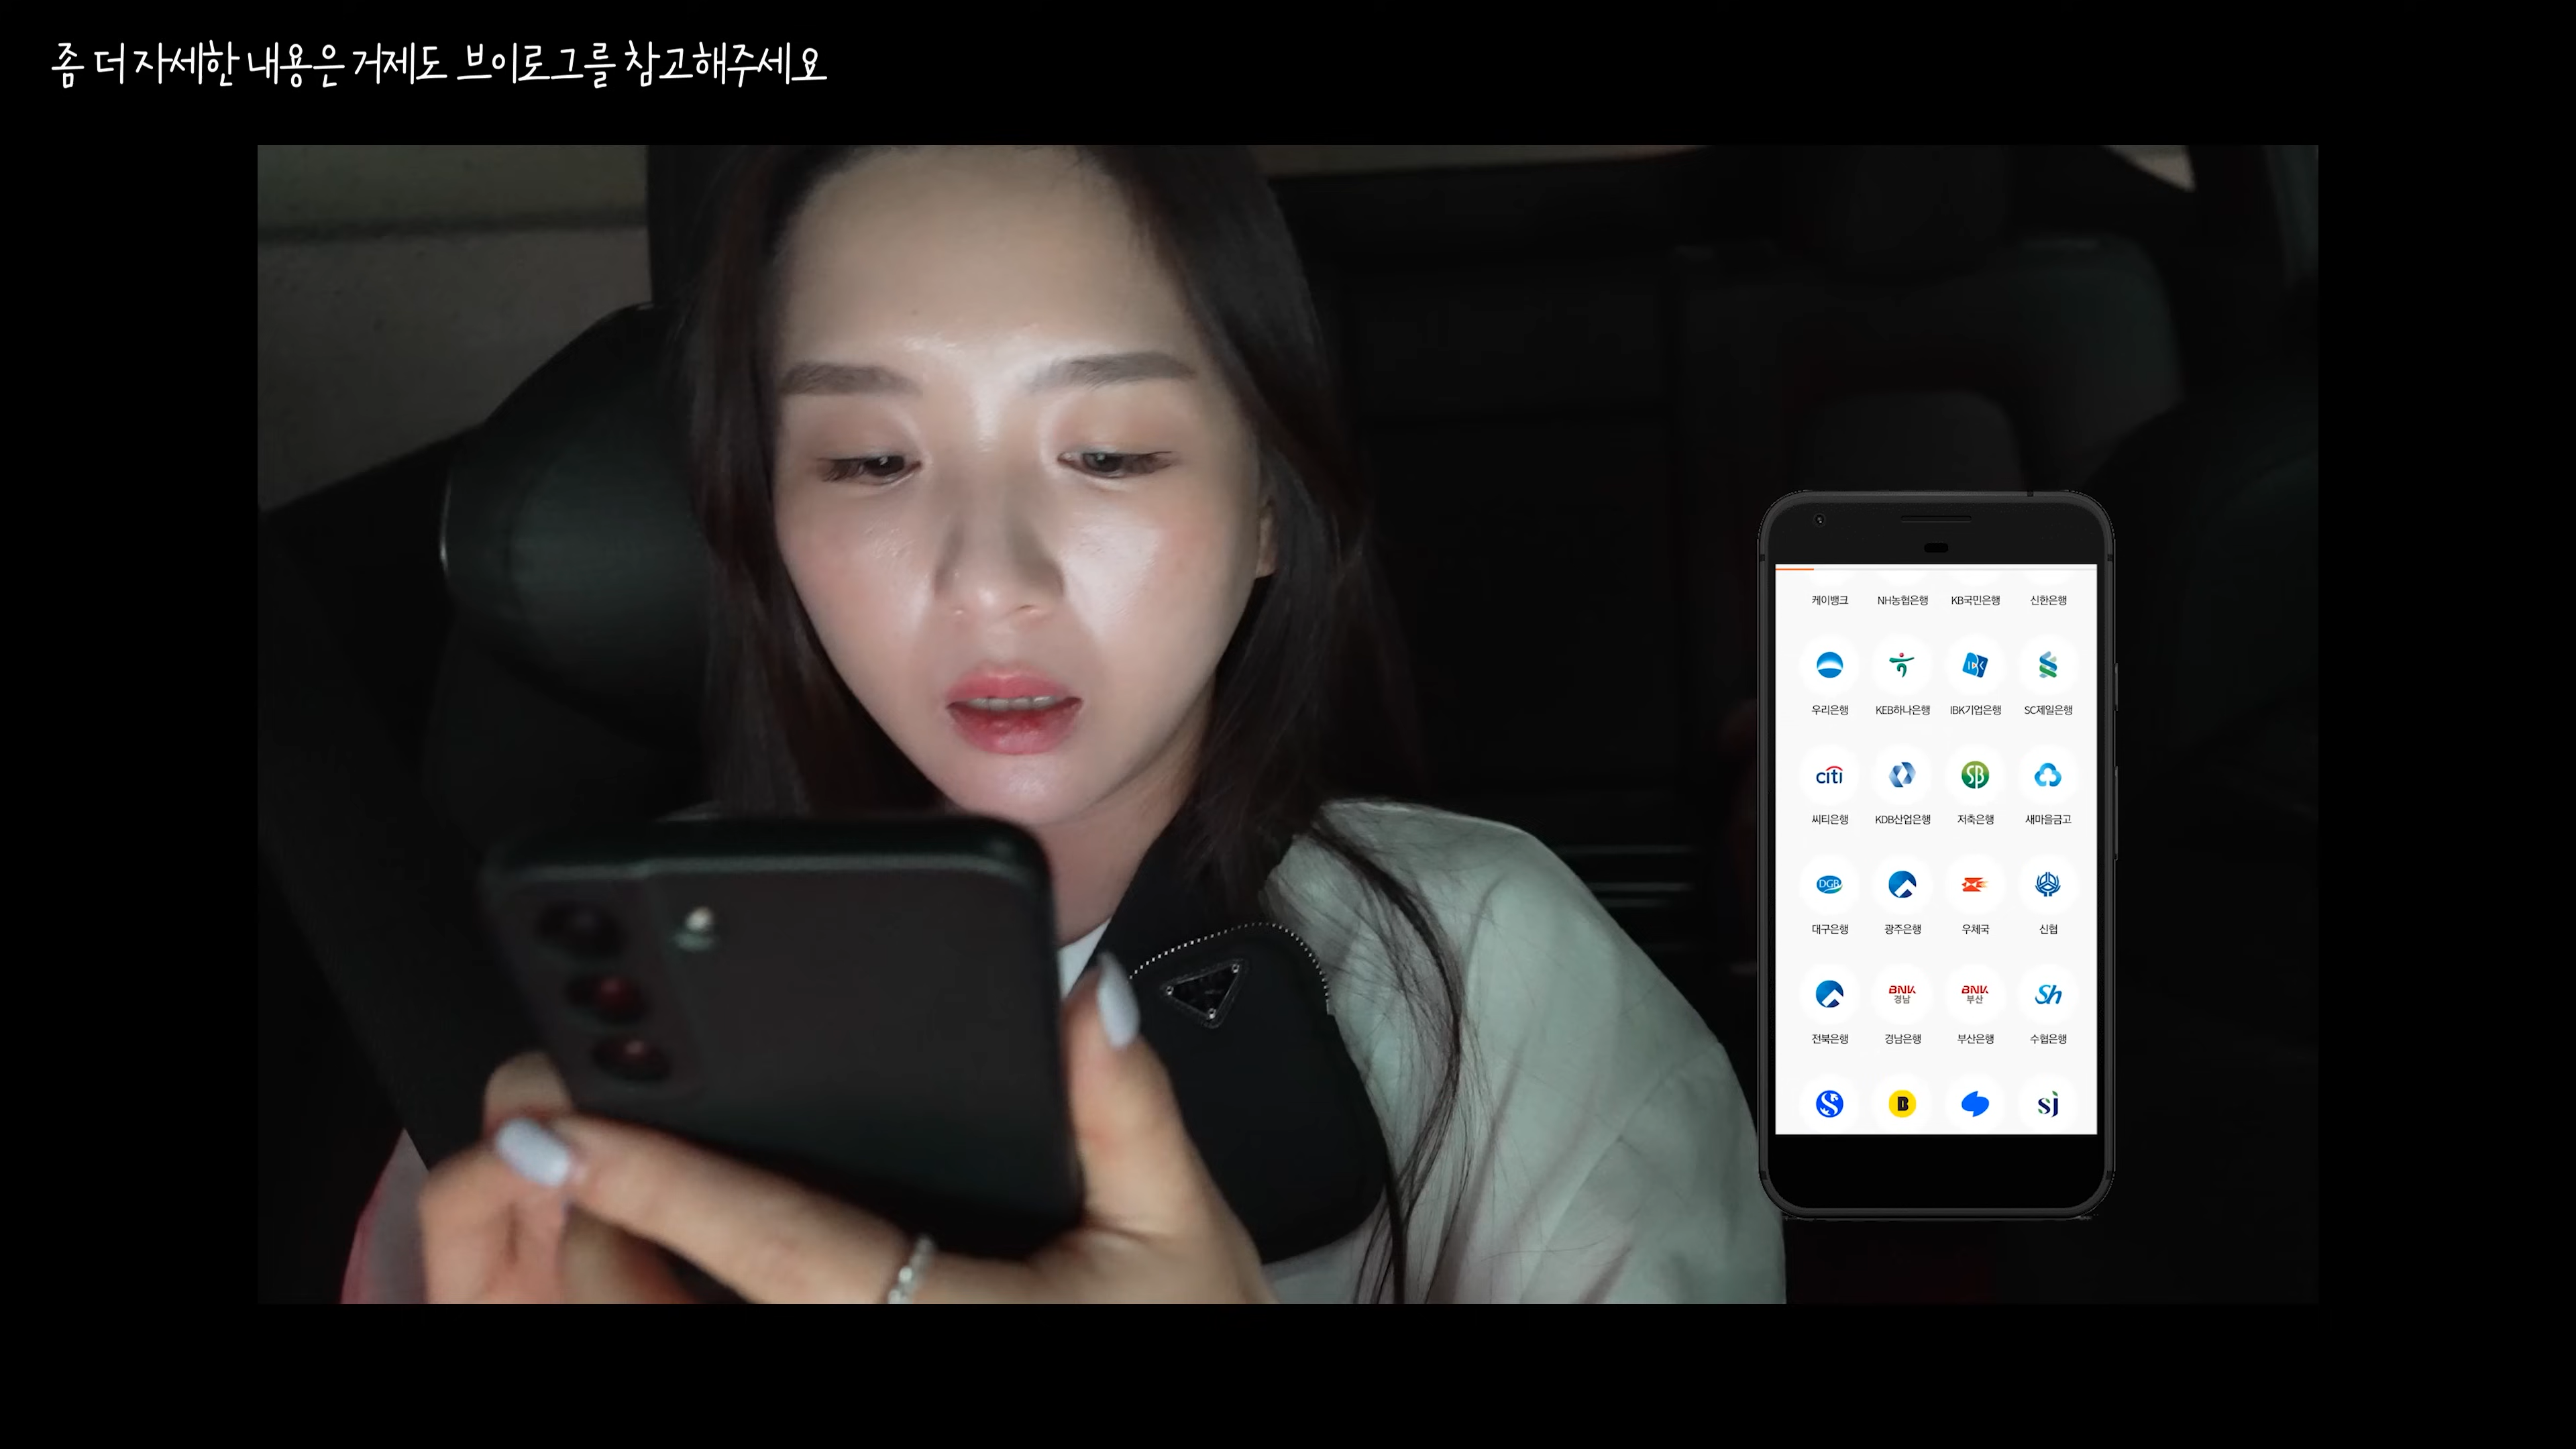 좀 더 자세한 내용은 거제도 브이로그를 참고해주세요
케이뱅크 NH농협은행 KB국민은행 신한은행
IBK
우리은행 KEB하나은행 IBK기업은행 SC제일은행
citi SB
씨티은행 KDB산업은행 저축은행 새마을금고
DGB
대구은행 광주은행 우체국 신협
BNK 경남 BNK 부산 Sh
전북은행 경남은행 부산은행 수협은행
S B sj